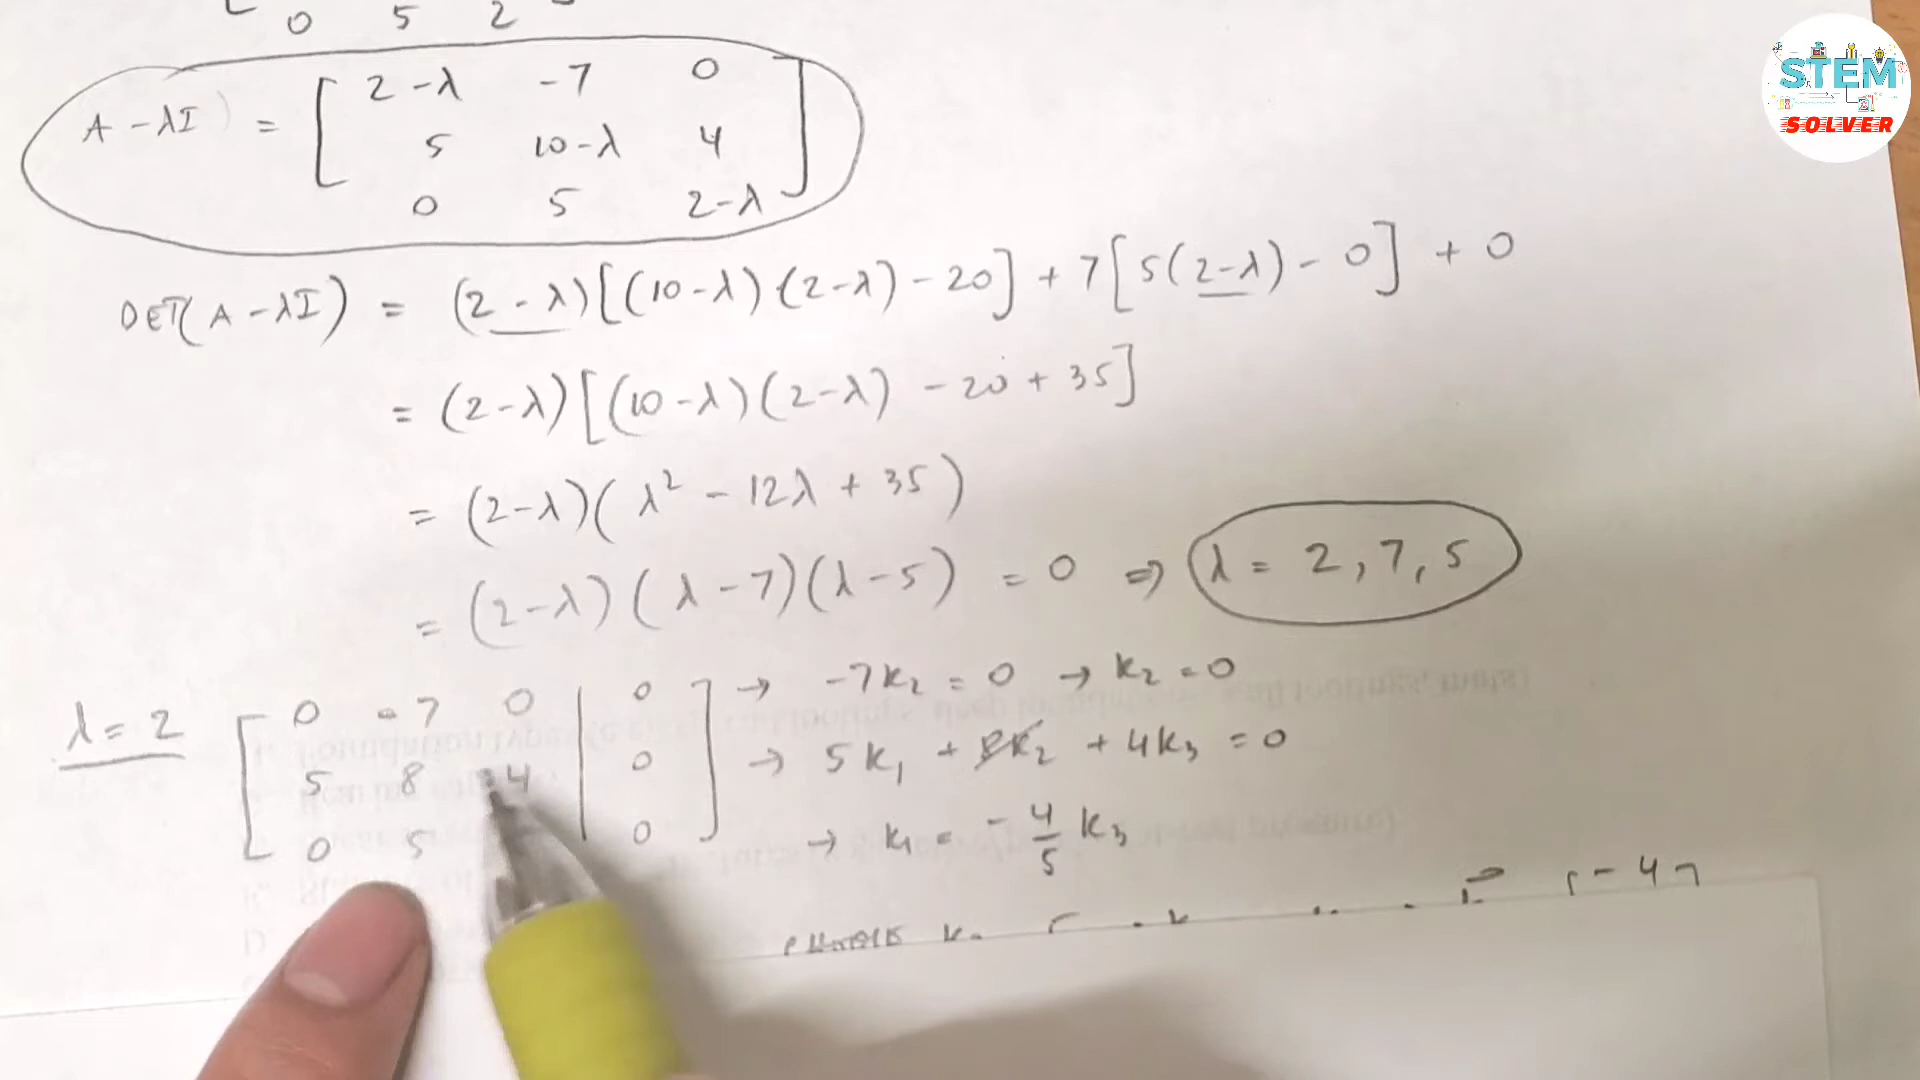 0 5 2
A - λI = [ 2-λ -7 0
5 10-λ 4
0 5 2-λ ]
DET(A - λI) = (2 - λ)[(10-λ)(2-λ) - 20] + 7[5(2-λ) - 0] + 0
= (2-λ)[(10-λ)(2-λ) - 20 + 35]
= (2-λ)( λ² - 12λ + 35 )
= (2-λ)( λ - 7)(λ - 5) = 0 ⇒ λ = 2, 7, 5
λ = 2 [ 0 -7 0 | 0 ] → -7k₂ = 0 → k₂ = 0
5 8 4 | 0 → 5k₁ + 8k₂ + 4k₃ = 0
0 5 | 0 → k₁ = -4/5 k₃
-4
STEM
SOLVER